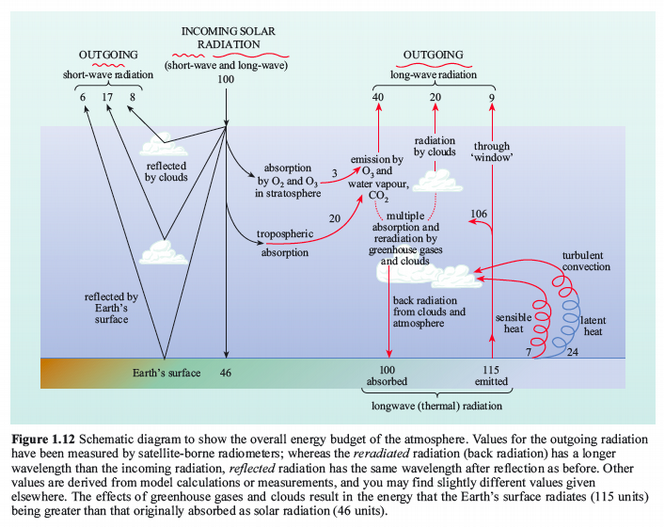 INCOMING SOLAR
RADIATION
(short-wave and long-wave)
100
OUTGOING
short-wave radiation
6 17 8
OUTGOING
long-wave radiation
40 20 9
reflected
by clouds
reflected by
Earth's
surface
absorption
by O2 and O3
in stratosphere
3
tropospheric
absorption
20
emission by
O3 and
water vapour,
CO2
radiation
by clouds
through
'window'
106
multiple
absorption and
reradiation by
greenhouse gases
and clouds
back radiation
from clouds and
atmosphere
turbulent
convection
sensible
heat
latent
heat
7 24
Earth's surface 46
100
absorbed
115
emitted
longwave (thermal) radiation
Figure 1.12 Schematic diagram to show the overall energy budget of the atmosphere. Values for the outgoing radiation
have been measured by satellite-borne radiometers; whereas the reradiated radiation (back radiation) has a longer
wavelength than the incoming radiation, reflected radiation has the same wavelength after reflection as before. Other
values are derived from model calculations or measurements, and you may find slightly different values given
elsewhere. The effects of greenhouse gases and clouds result in the energy that the Earth's surface radiates (115 units)
being greater than that originally absorbed as solar radiation (46 units).